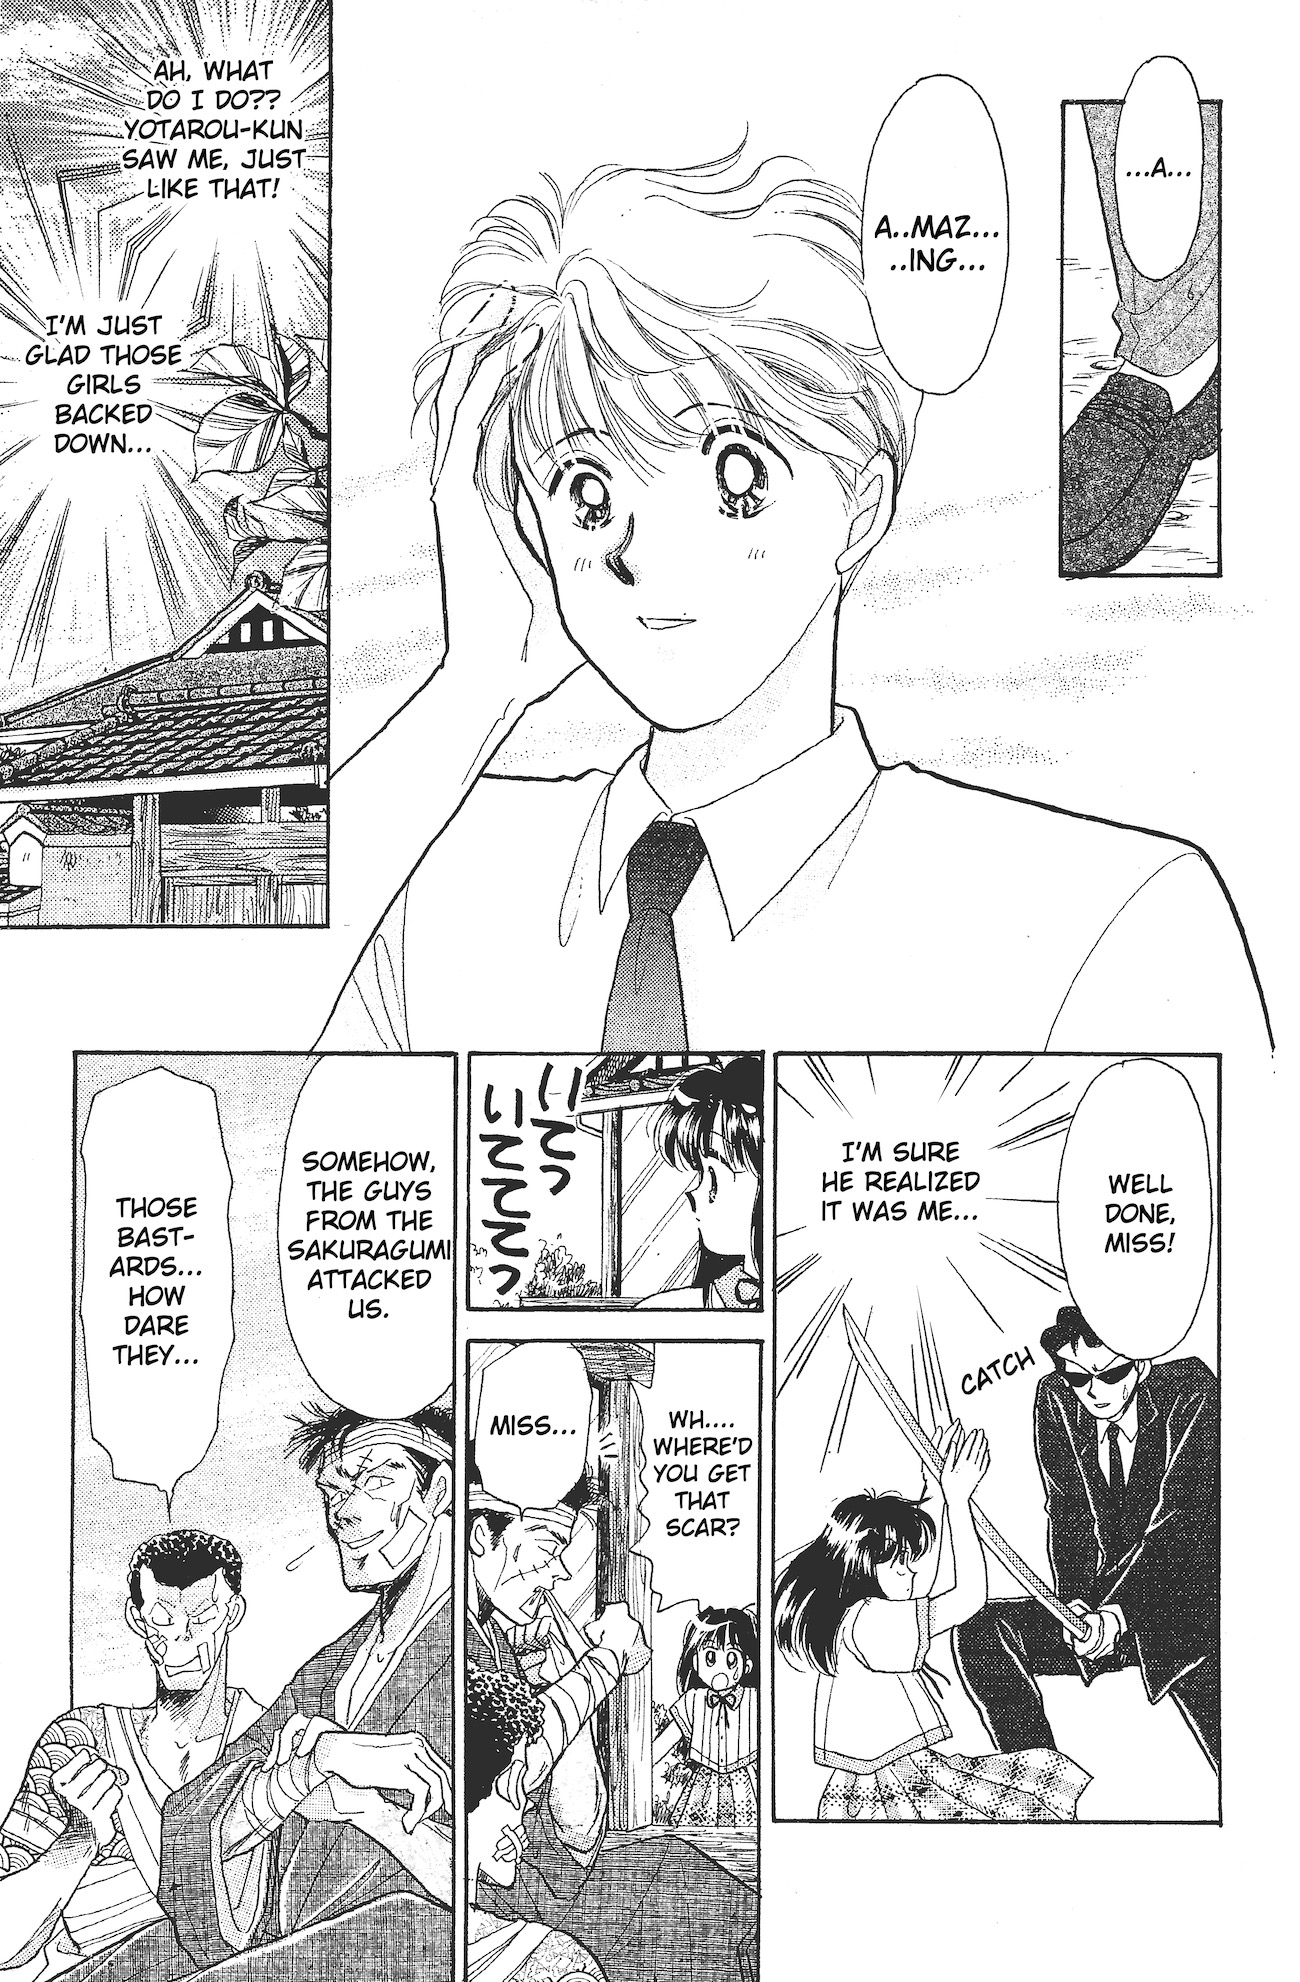 ...A...
A..MAZ...
..ING...
AH, WHAT
DO I DO??
YOTAROU-KUN
SAW ME, JUST
LIKE THAT!
I'M JUST
GLAD THOSE
GIRLS
BACKED
DOWN...
WELL
DONE,
MISS!
I'M SURE
HE REALIZED
IT WAS ME...
CATCH
いてっ
いてててっ
WH....
WHERE'D
YOU GET
THAT
SCAR?
MISS...
SOMEHOW,
THE GUYS
FROM THE
SAKURAGUMI
ATTACKED
US.
THOSE
BAST-
ARDS...
HOW
DARE
THEY...